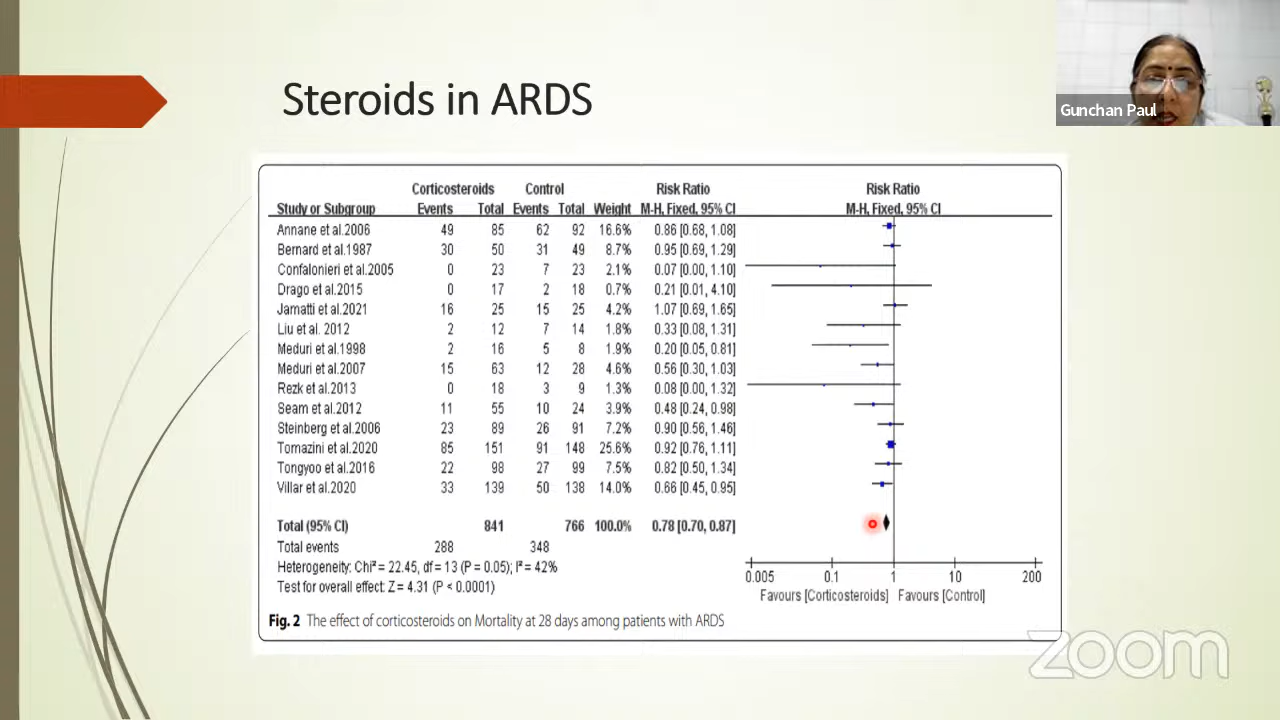 Steroids in ARDS
Gunchan Paul
Corticosteroids Control Risk Ratio Risk Ratio
Study or Subgroup Events Total Events Total Weight M-H, Fixed, 95% CI M-H, Fixed, 95% CI
Annane et al.2006 49 85 62 92 16.6% 0.86 [0.68, 1.08]
Bernard et al.1987 30 50 31 49 8.7% 0.95 [0.69, 1.29]
Confalonieri et al.2005 0 23 7 23 2.1% 0.07 [0.00, 1.10]
Drago et al.2015 0 17 2 18 0.7% 0.21 [0.01, 4.10]
Jamatti et al.2021 16 25 15 25 4.2% 1.07 [0.69, 1.65]
Liu et al. 2012 2 12 7 14 1.8% 0.33 [0.08, 1.31]
Meduri et al.1998 2 16 5 8 1.9% 0.20 [0.05, 0.81]
Meduri et al.2007 15 63 12 28 4.6% 0.56 [0.30, 1.03]
Rezk et al.2013 0 18 3 9 1.3% 0.08 [0.00, 1.32]
Seam et al.2012 11 55 10 24 3.9% 0.48 [0.24, 0.98]
Steinberg et al.2006 23 89 26 91 7.2% 0.90 [0.56, 1.46]
Tomazini et al.2020 85 151 91 148 25.6% 0.92 [0.76, 1.11]
Tongyoo et al.2016 22 98 27 99 7.5% 0.82 [0.50, 1.34]
Villar et al.2020 33 139 50 138 14.0% 0.66 [0.45, 0.95]
Total (95% CI) 841 766 100.0% 0.78 [0.70, 0.87]
Total events 288 348
Heterogeneity: Chi² = 22.45, df = 13 (P = 0.05); I² = 42%
Test for overall effect: Z = 4.31 (P < 0.0001)
0.005 0.1 1 10 200
Favours [Corticosteroids] Favours [Control]
Fig. 2 The effect of corticosteroids on Mortality at 28 days among patients with ARDS
zoom